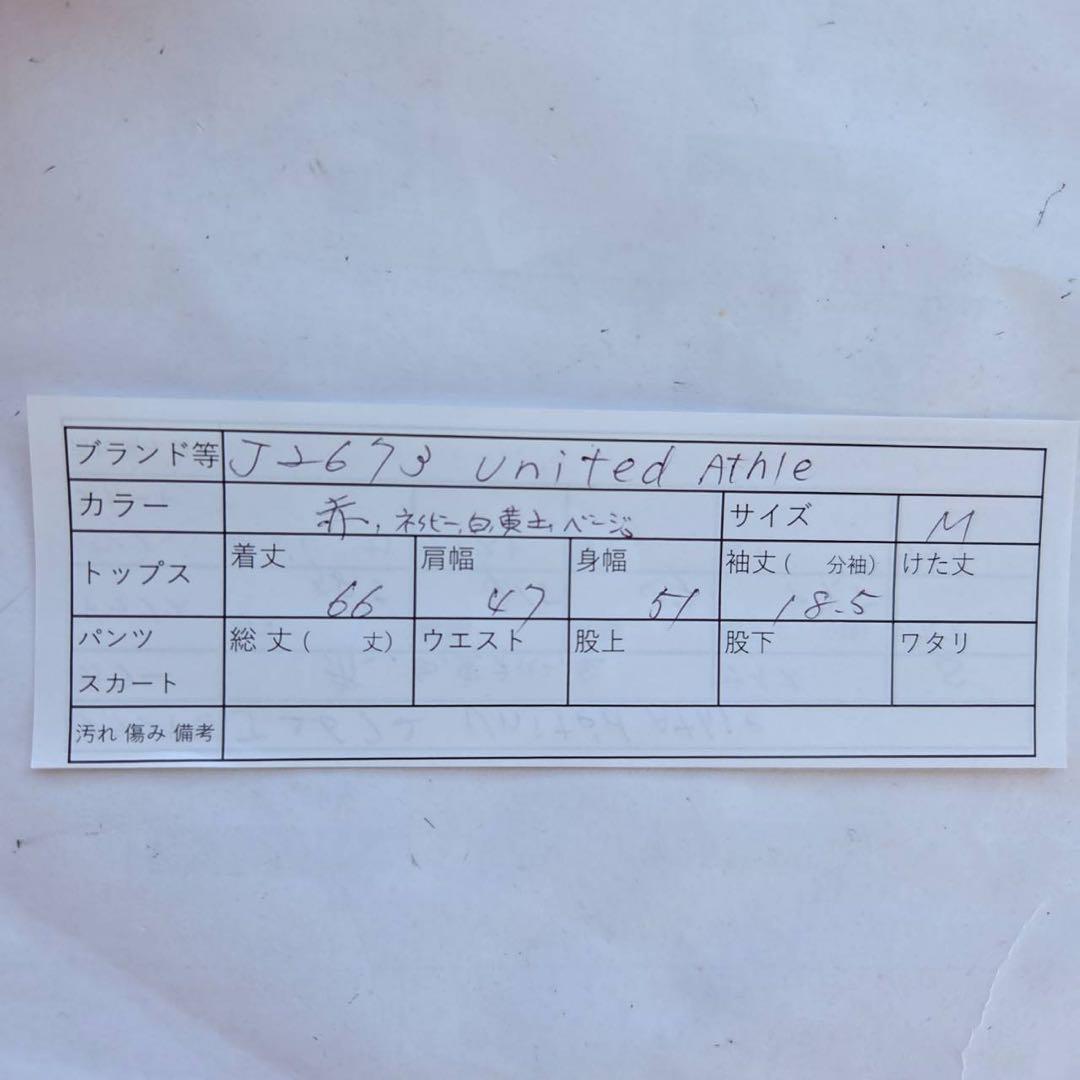 ブランド等 J2673 United Athle
カラー 赤、ネイビー、白、黄土、ベージュ サイズ M
トップス 着丈 66 肩幅 47 身幅 51 袖丈( 分袖) 18.5 けた丈
パンツ スカート 総丈( 丈) ウエスト 股上 股下 ワタリ
汚れ 傷み 備考